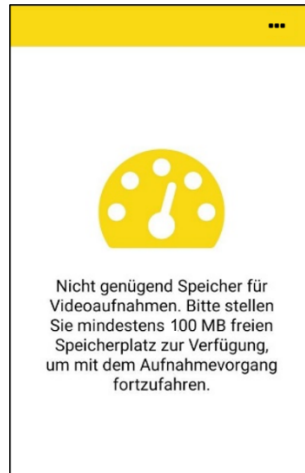 Nicht genügend Speicher für
Videoaufnahmen. Bitte stellen
Sie mindestens 100 MB freien
Speicherplatz zur Verfügung,
um mit dem Aufnahmevorgang
fortzufahren.